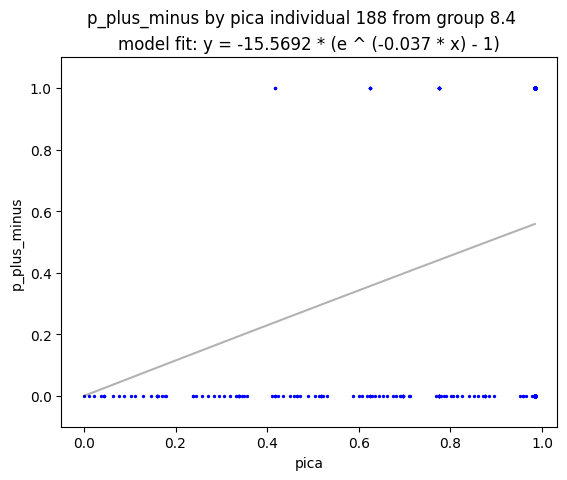 p_plus_minus by pica individual 188 from group 8.4
model fit: y = -15.5692 * (e ^ (-0.037 * x) - 1)
1.0
0.8
0.6
0.4
0.2
0.0
p_plus_minus
0.0 0.2 0.4 0.6 0.8 1.0
pica